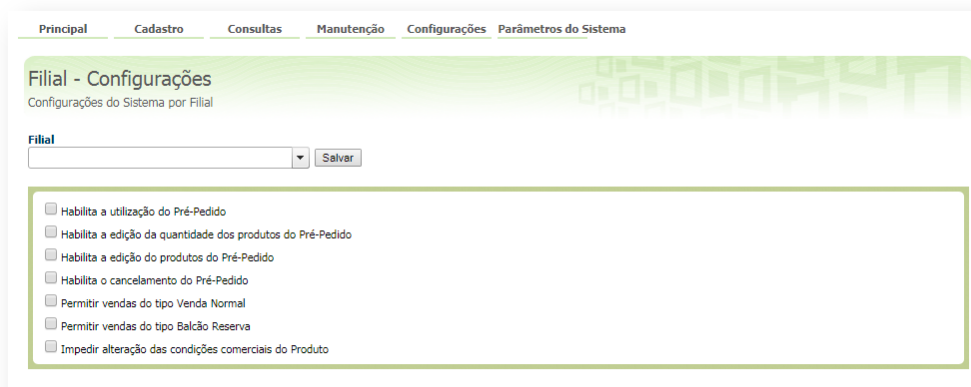 Principal Cadastro Consultas Manutenção Configurações Parâmetros do Sistema
Filial - Configurações
Configurações do Sistema por Filial
Filial
Salvar
Habilita a utilização do Pré-Pedido
Habilita a edição da quantidade dos produtos do Pré-Pedido
Habilita a edição do produtos do Pré-Pedido
Habilita o cancelamento do Pré-Pedido
Permitir vendas do tipo Venda Normal
Permitir vendas do tipo Balcão Reserva
Impedir alteração das condições comerciais do Produto